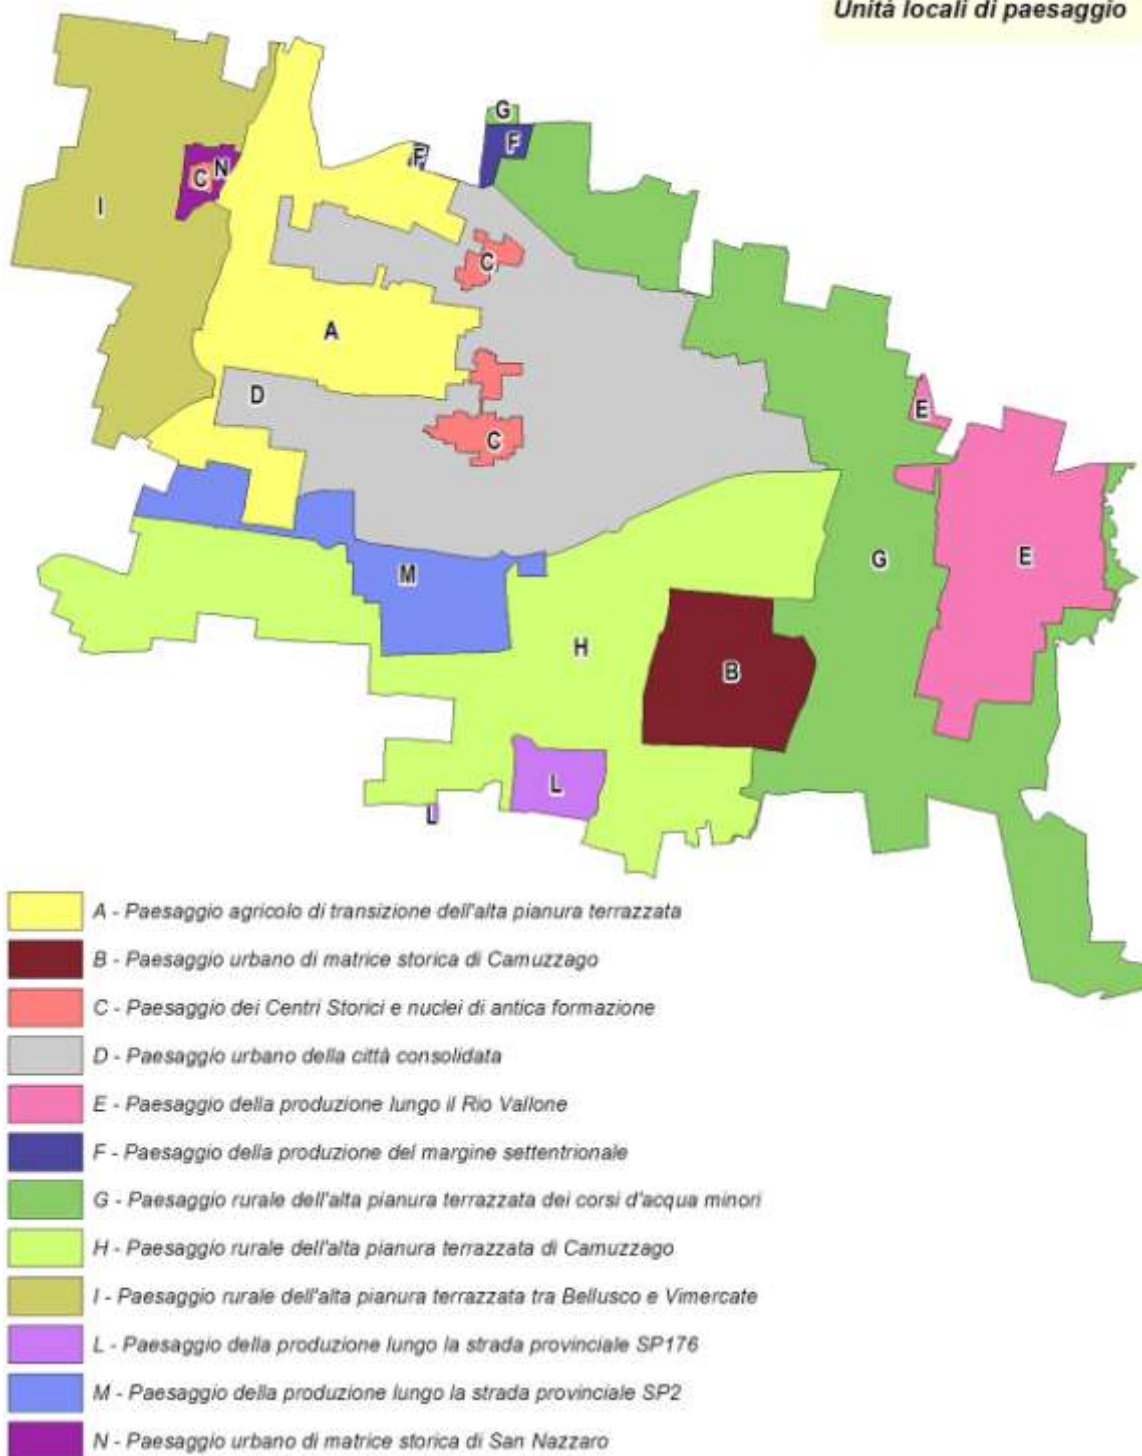 Unità locali di paesaggio
G
F
F
N
C
I
C
A
D
E
C
E
G
M
H
B
L
L
A - Paesaggio agricolo di transizione dell'alta pianura terrazzata
B - Paesaggio urbano di matrice storica di Camuzzago
C - Paesaggio dei Centri Storici e nuclei di antica formazione
D - Paesaggio urbano della città consolidata
E - Paesaggio della produzione lungo il Rio Vallone
F - Paesaggio della produzione del margine settentrionale
G - Paesaggio rurale dell'alta pianura terrazzata dei corsi d'acqua minori
H - Paesaggio rurale dell'alta pianura terrazzata di Camuzzago
I - Paesaggio rurale dell'alta pianura terrazzata tra Bellusco e Vimercate
L - Paesaggio della produzione lungo la strada provinciale SP176
M - Paesaggio della produzione lungo la strada provinciale SP2
N - Paesaggio urbano di matrice storica di San Nazzaro